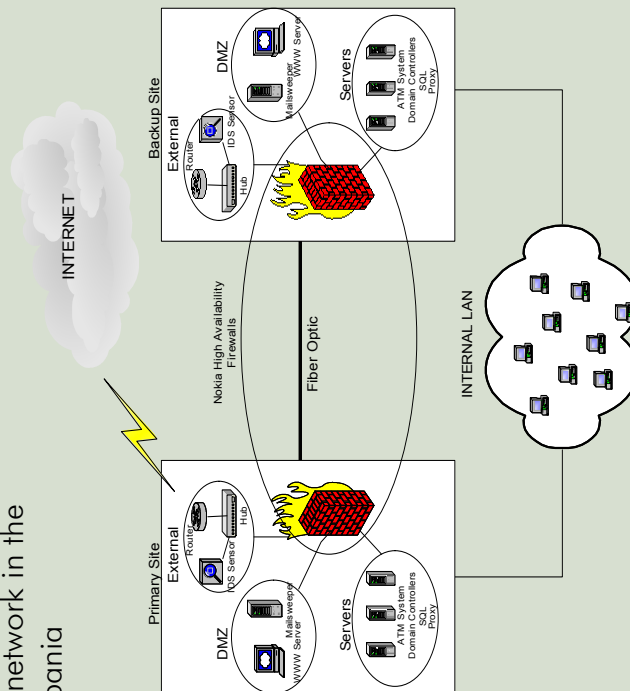 network in the
bania
INTERNET
Primary Site
External
Router
IDS Sensor
Hub
DMZ
Mailsweeper
WWW Server
Servers
ATM System
Domain Controllers
SQL
Proxy
Nokia High Availability
Firewalls
Fiber Optic
Backup Site
External
Router
IDS Sensor
Hub
DMZ
Mailsweeper
WWW Server
Servers
ATM System
Domain Controllers
SQL
Proxy
INTERNAL LAN